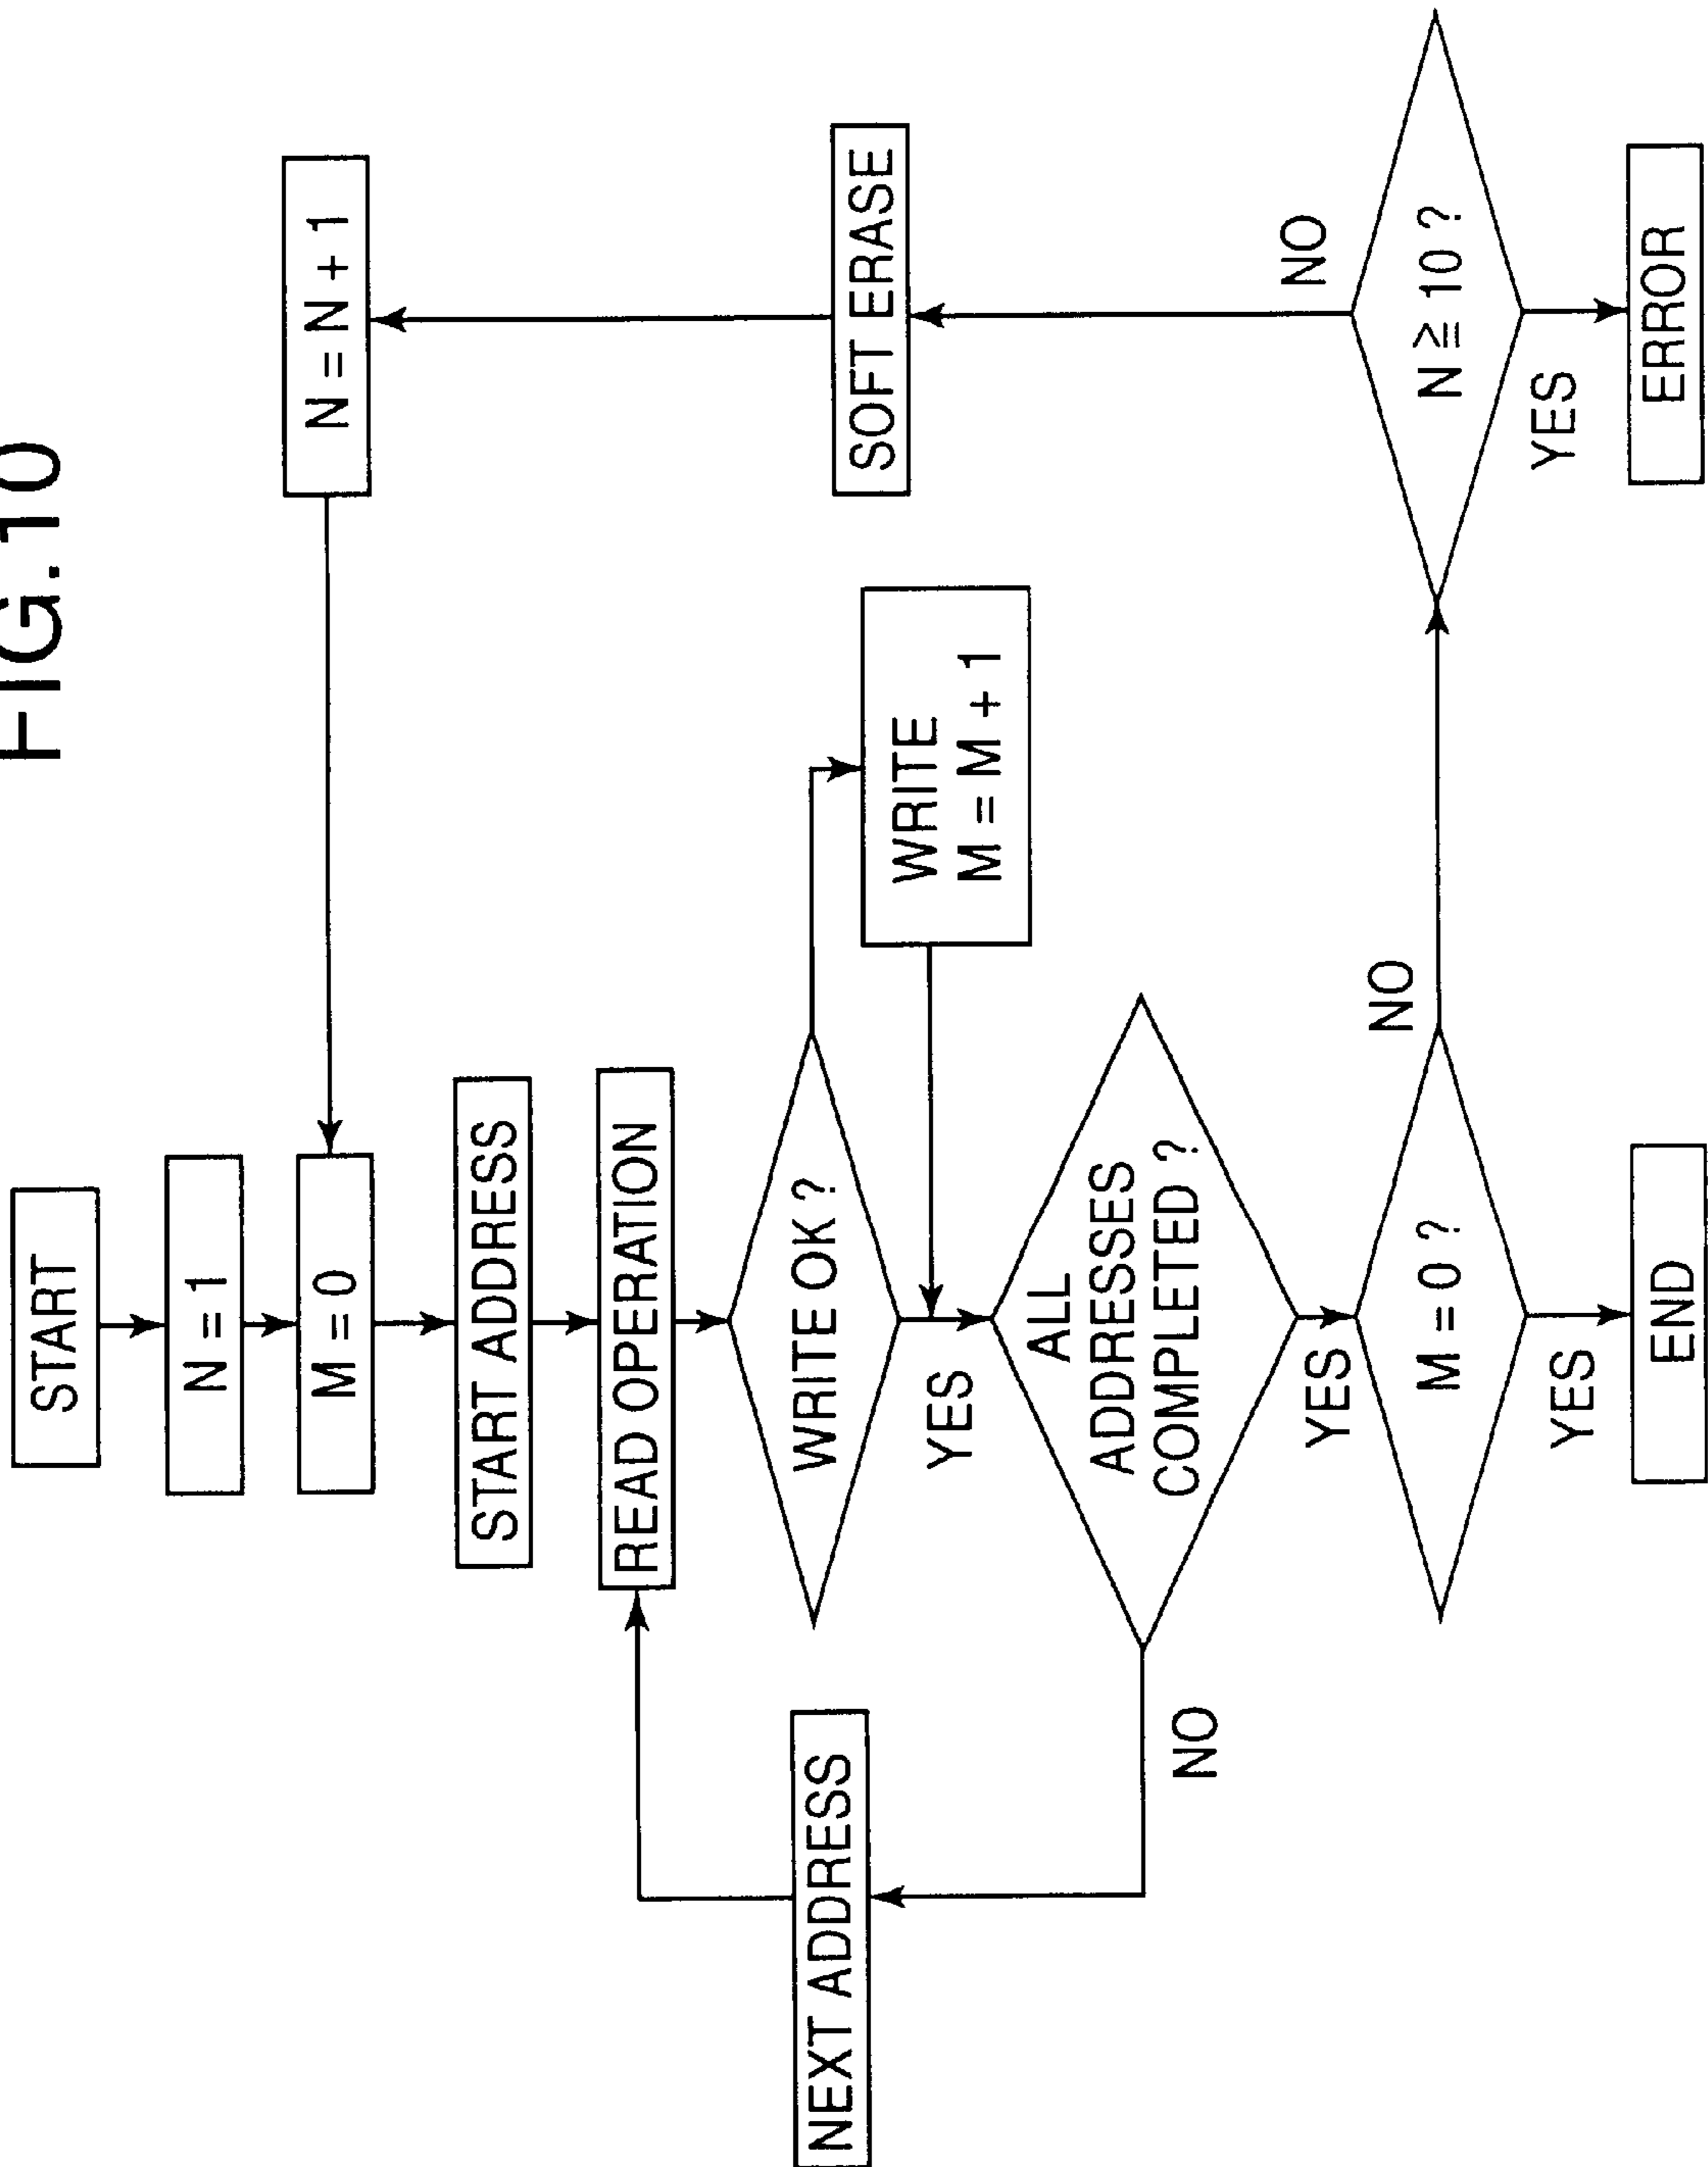 FIG.10
START
N = 1
M = 0
N = N + 1
START ADDRESS
READ OPERATION
WRITE OK ?
YES
WRITE
M = M + 1
NEXT ADDRESS
ALL
ADDRESSES
COMPLETED ?
NO
YES
M = 0 ?
NO
YES
END
SOFT ERASE
NO
N ≧ 10 ?
YES
ERROR